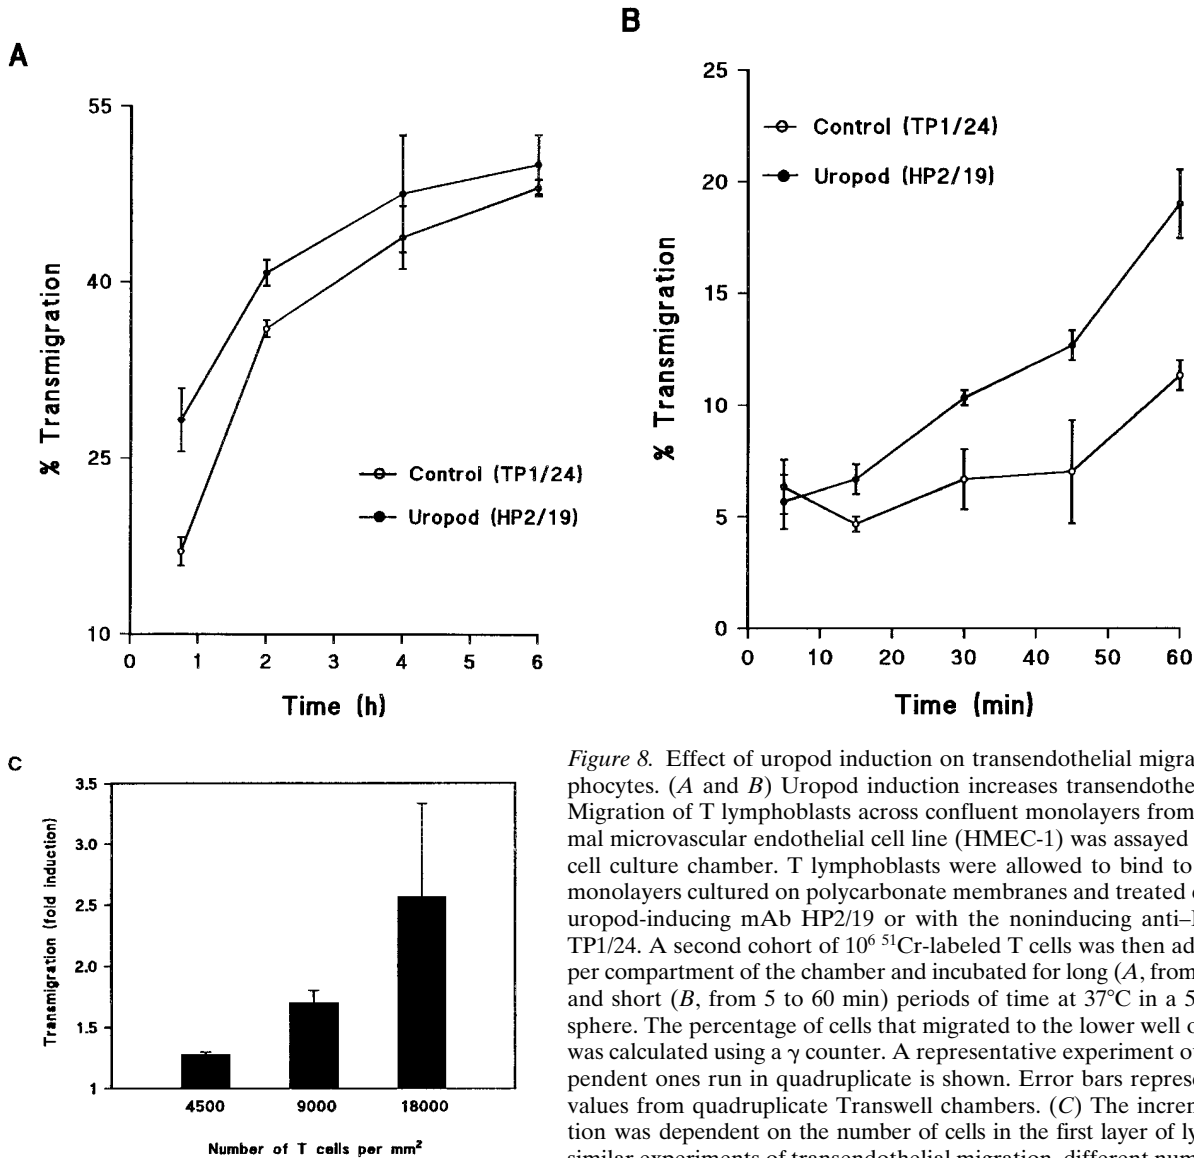 A
55
40
25
10
% Transmigration
0 1 2 3 4 5 6
Time (h)
Control (TP1/24)
Uropod (HP2/19)
B
25
20
15
10
5
0
% Transmigration
Control (TP1/24)
Uropod (HP2/19)
0 10 20 30 40 50 60
Time (min)
C
3.5
3.0
2.5
2.0
1.5
1
Transmigration (fold induction)
4500 9000 18000
Number of T cells per mm²
Figure 8. Effect of uropod induction on transendothelial migra
phocytes. (A and B) Uropod induction increases transendothe
Migration of T lymphoblasts across confluent monolayers from
mal microvascular endothelial cell line (HMEC-1) was assayed
cell culture chamber. T lymphoblasts were allowed to bind to
monolayers cultured on polycarbonate membranes and treated
uropod-inducing mAb HP2/19 or with the noninducing anti–
TP1/24. A second cohort of 10⁶ ⁵¹Cr-labeled T cells was then ad
per compartment of the chamber and incubated for long (A, from
and short (B, from 5 to 60 min) periods of time at 37°C in a 5
sphere. The percentage of cells that migrated to the lower well o
was calculated using a γ counter. A representative experiment o
pendent ones run in quadruplicate is shown. Error bars represe
values from quadruplicate Transwell chambers. (C) The incren
tion was dependent on the number of cells in the first layer of ly
similar experiments of transendothelial migration, different num